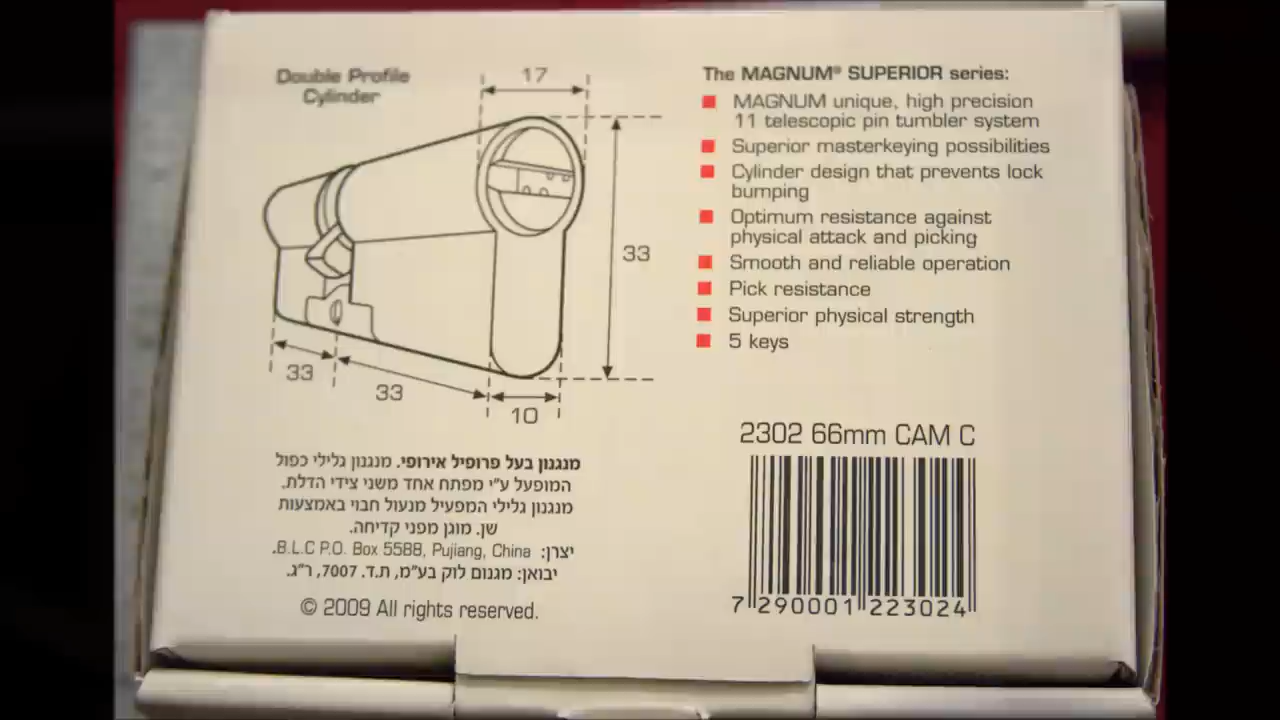 Double Profile
Cylinder
17
33
33
33
10
The MAGNUM® SUPERIOR series:
MAGNUM unique, high precision
11 telescopic pin tumbler system
Superior masterkeying possibilities
Cylinder design that prevents lock
bumping
Optimum resistance against
physical attack and picking
Smooth and reliable operation
Pick resistance
Superior physical strength
5 keys
מנגנון בעל פרופיל אירופי. מנגנון גלילי כפול
המופעל ע״י מפתח אחד משני צידי הדלת.
מנגנון גלילי המפעיל מנעול חבוי באמצעות
שן. מוגן מפני קדיחה.
יצרן: B.L.C P.O. Box 5588, Pujiang, China.
יבואן: מגנום לוק בע״מ, ת.ד. 7007, ר״ג.
© 2009 All rights reserved.
2302 66mm CAM C
7 290001 223024